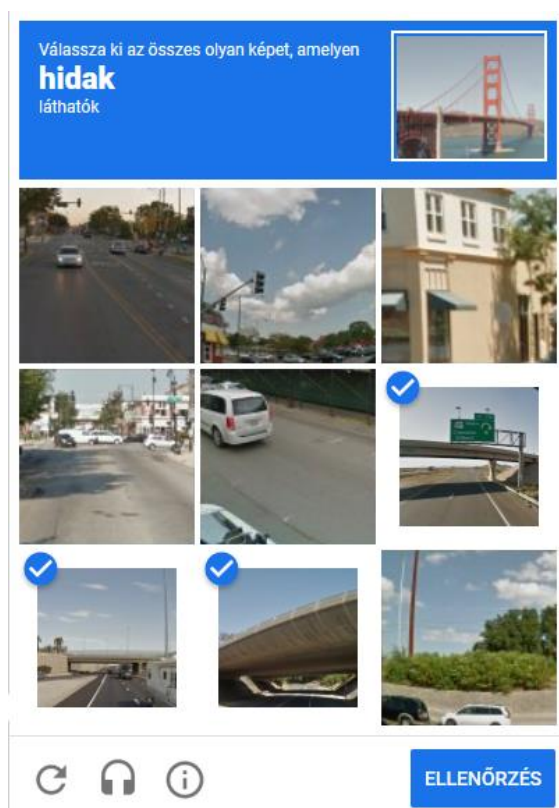 Válassza ki az összes olyan képet, amelyen
hidak
láthatók
ELLENŐRZÉS